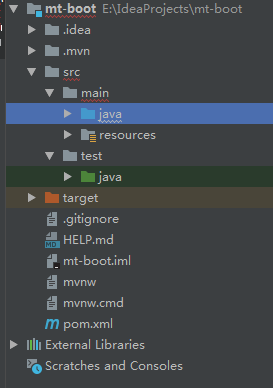 mt-boot E:\IdeaProjects\mt-boot
.idea
.mvn
src
main
java
resources
test
java
target
.gitignore
HELP.md
mt-boot.iml
mvnw
mvnw.cmd
pom.xml
External Libraries
Scratches and Consoles